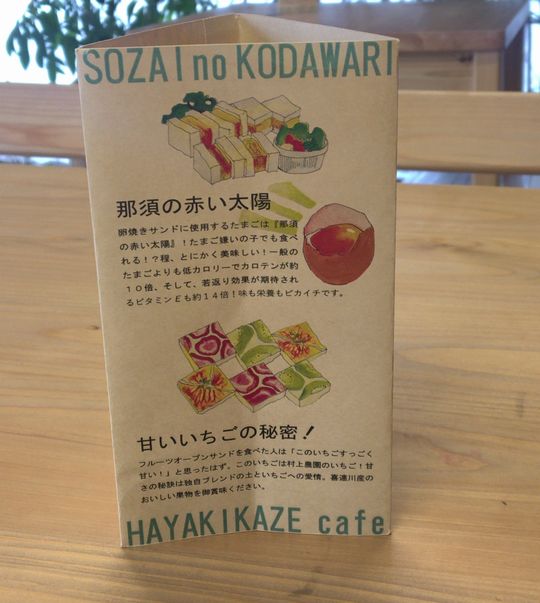 SOZAI no KODAWARI
那須の赤い太陽
卵焼きサンドに使用するたまごは『那須
の赤い太陽』！たまご嫌いの子でも食べ
れる！？程、とにかく美味しい！一般の
たまごよりも低カロリーでカロテンが約
１０倍、そして、若返り効果が期待され
るビタミンEも約１４倍！味も栄養もピカイチです。
甘いいちごの秘密！
フルーツオープンサンドを食べた人は「このいちごすっごく
甘い！」と思ったはず。このいちごは村上農園のいちご！甘
さの秘訣は独自ブレンドの土といちごへの愛情。喜連川産の
おいしい果物を御賞味ください。
HAYAKIKAZE cafe